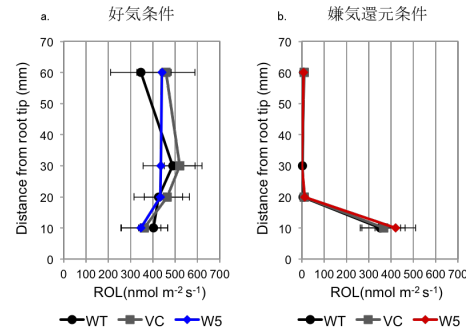 a. 好気条件
Distance from root tip (mm)
70
60
50
40
30
20
10
0
0 100 200 300 400 500 600 700
ROL(nmol m-2 s-1)
WT VC W5
b. 嫌気還元条件
Distance from root tip (mm)
70
60
50
40
30
20
10
0
0 100 200 300 400 500 600 700
ROL(nmol m-2 s-1)
WT VC W5